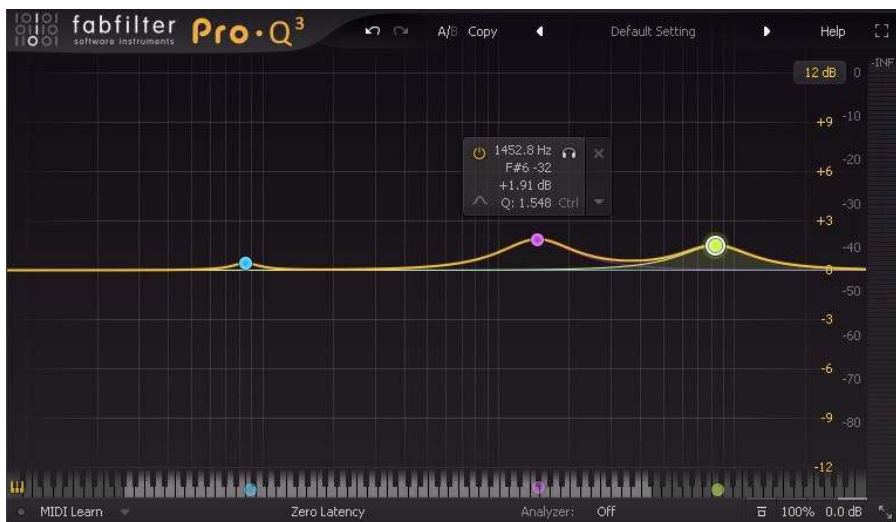 fabfilter
software instruments
Pro·Q³
A/B Copy
Default Setting
Help
-INF
12 dB 0
+9 -10
+6 -20
+3 -30
-40
0
-50
-3
-60
-6
-70
-9 -80
-12
1452.8 Hz
F#6 -32
+1.91 dB
Q: 1.548 Ctrl
MIDI Learn
Zero Latency
Analyzer: Off
100% 0.0 dB